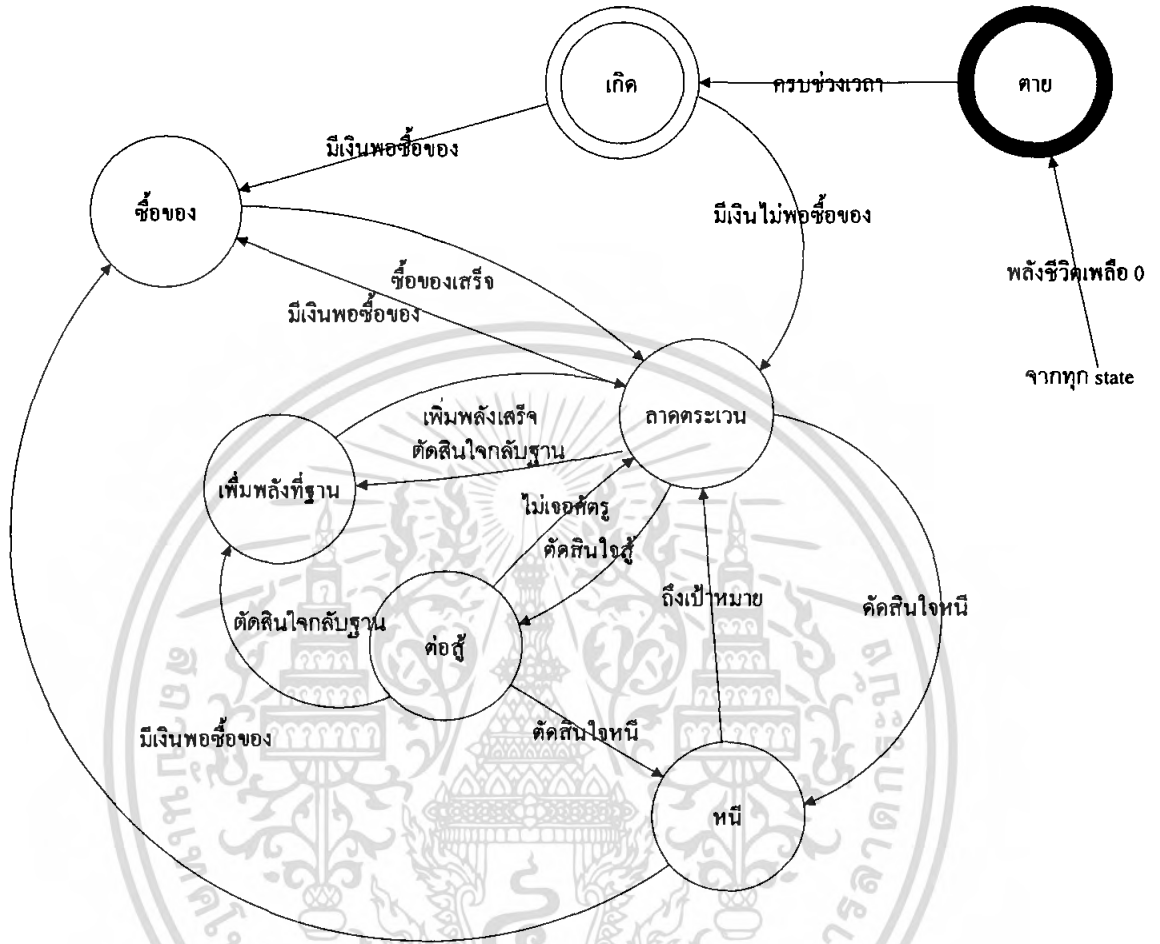 เกิด
ครบช่วงเวลา
ตาย
มีเงินพอซื้อของ
ซื้อของ
มีเงินไม่พอซื้อของ
ซื้อของเสร็จ
พลังชีวิตเหลือ 0
มีเงินพอซื้อของ
จากทุก state
ลาดตระเวน
เพิ่มพลังเสร็จ
ตัดสินใจกลับฐาน
เพิ่มพลังที่ฐาน
ไม่เจอศัตรู
ตัดสินใจสู้
ถึงเป้าหมาย
ตัดสินใจหนี
ตัดสินใจกลับฐาน
ต่อสู้
มีเงินพอซื้อของ
ตัดสินใจหนี
หนี